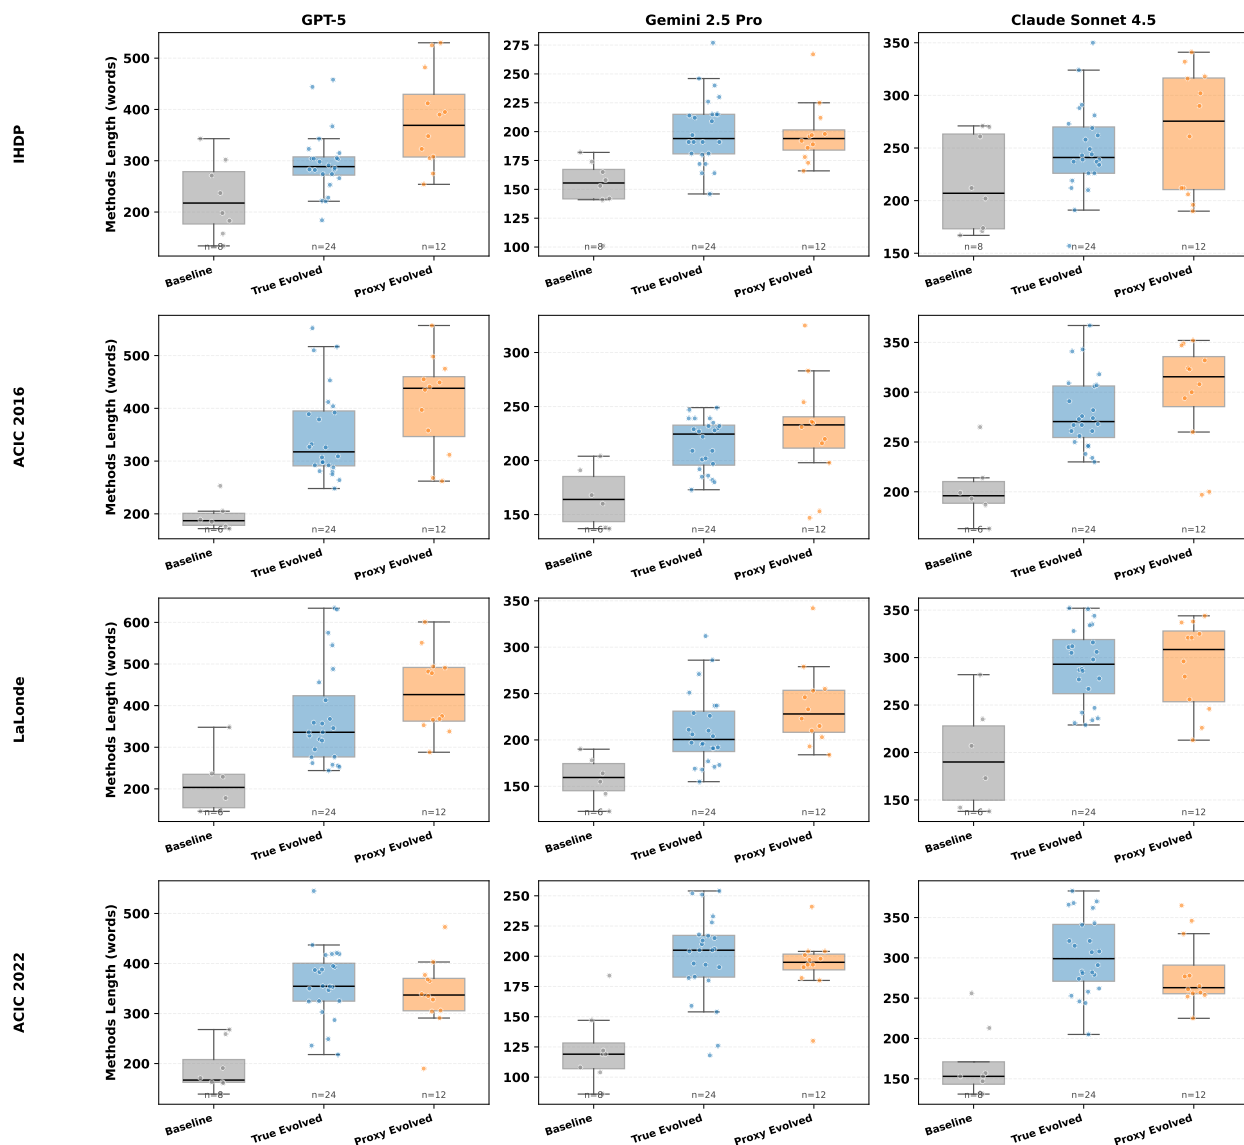 GPT-5
Gemini 2.5 Pro
Claude Sonnet 4.5
IHDP
Methods Length (words)
500
400
300
200
n=8
n=24
n=12
Baseline
True Evolved
Proxy Evolved
275
250
225
200
175
150
125
100
n=8
n=24
n=12
Baseline
True Evolved
Proxy Evolved
350
300
250
200
150
n=8
n=24
n=12
Baseline
True Evolved
Proxy Evolved
ACIC 2016
Methods Length (words)
500
400
300
200
n=6
n=24
n=12
Baseline
True Evolved
Proxy Evolved
300
250
200
150
n=6
n=24
n=12
Baseline
True Evolved
Proxy Evolved
350
300
250
200
n=6
n=24
n=12
Baseline
True Evolved
Proxy Evolved
LaLonde
Methods Length (words)
600
500
400
300
200
n=6
n=24
n=12
Baseline
True Evolved
Proxy Evolved
350
300
250
200
150
n=6
n=24
n=12
Baseline
True Evolved
Proxy Evolved
350
300
250
200
150
n=6
n=24
n=12
Baseline
True Evolved
Proxy Evolved
ACIC 2022
Methods Length (words)
500
400
300
200
n=8
n=24
n=12
Baseline
True Evolved
Proxy Evolved
250
225
200
175
150
125
100
n=8
n=24
n=12
Baseline
True Evolved
Proxy Evolved
350
300
250
200
150
n=8
n=24
n=12
Baseline
True Evolved
Proxy Evolved